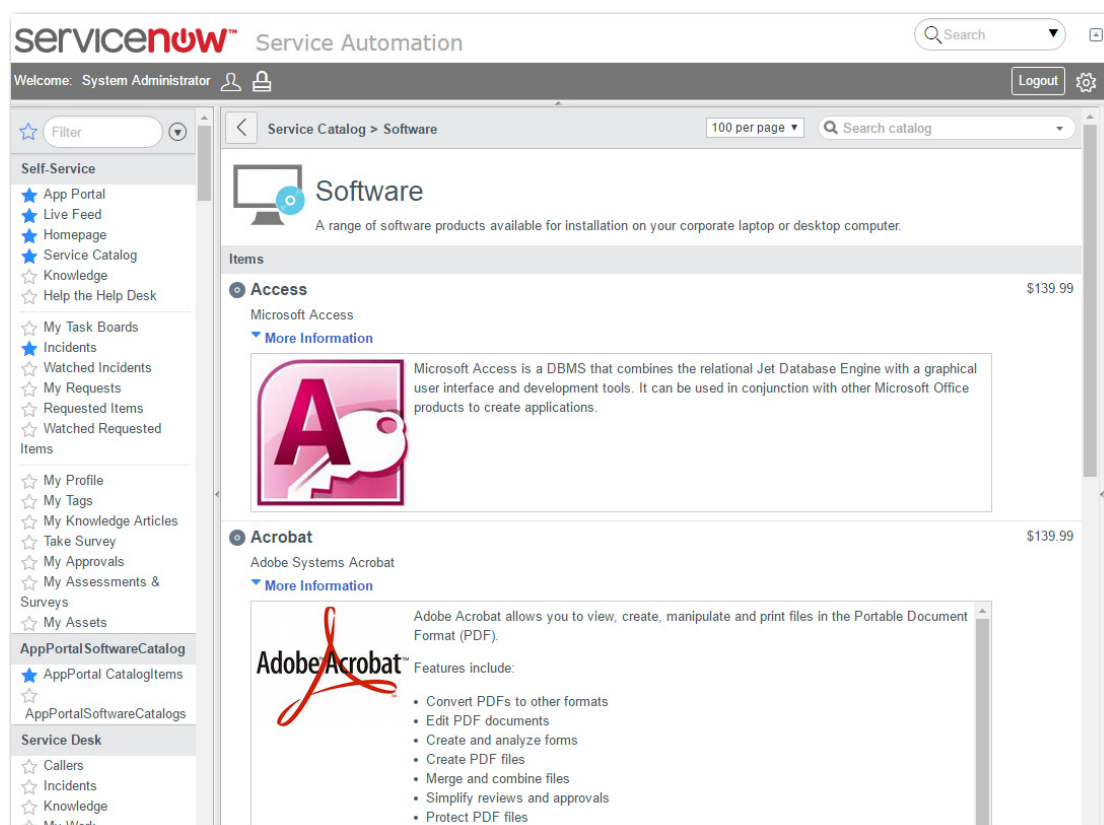 servicenow™ Service Automation
Search
Welcome: System Administrator
Logout
Filter
Service Catalog > Software
100 per page
Search catalog
Self-Service
App Portal
Live Feed
Homepage
Service Catalog
Knowledge
Help the Help Desk
My Task Boards
Incidents
Watched Incidents
My Requests
Requested Items
Watched Requested
Items
My Profile
My Tags
My Knowledge Articles
Take Survey
My Approvals
My Assessments &
Surveys
My Assets
AppPortalSoftwareCatalog
AppPortal CatalogItems
AppPortalSoftwareCatalogs
Service Desk
Callers
Incidents
Knowledge
My Work
Software
A range of software products available for installation on your corporate laptop or desktop computer.
Items
Access $139.99
Microsoft Access
More Information
A
Microsoft Access is a DBMS that combines the relational Jet Database Engine with a graphical
user interface and development tools. It can be used in conjunction with other Microsoft Office
products to create applications.
Acrobat $139.99
Adobe Systems Acrobat
More Information
Adobe Acrobat™
Adobe Acrobat allows you to view, create, manipulate and print files in the Portable Document
Format (PDF).
Features include:
• Convert PDFs to other formats
• Edit PDF documents
• Create and analyze forms
• Create PDF files
• Merge and combine files
• Simplify reviews and approvals
• Protect PDF files